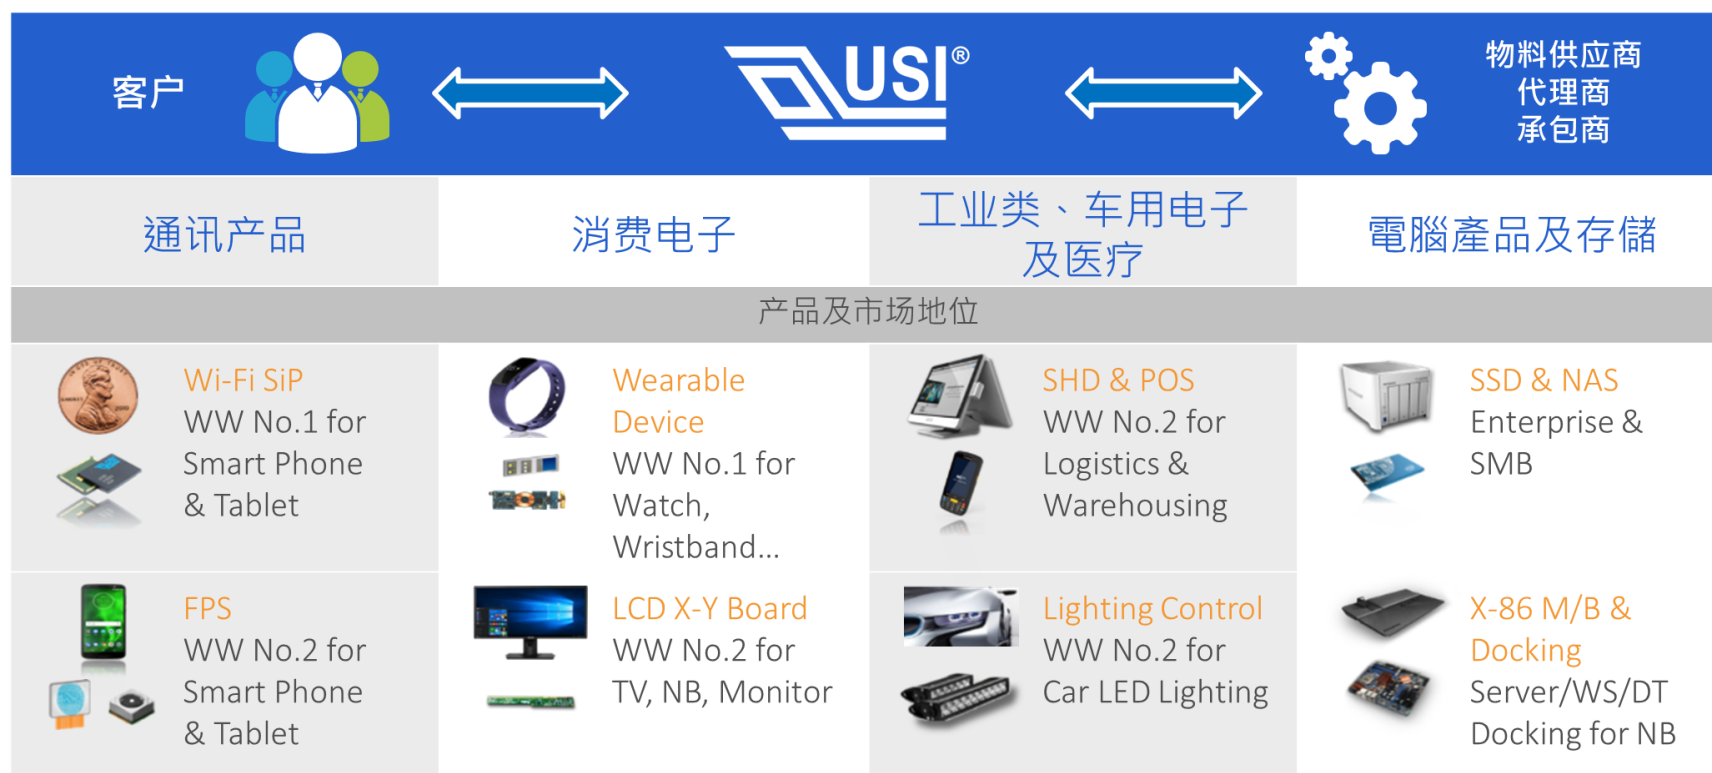 客户
USI®
物料供应商
代理商
承包商
通讯产品
消费电子
工业类、车用电子
及医疗
電腦產品及存儲
产品及市场地位
Wi-Fi SiP
WW No.1 for
Smart Phone
& Tablet
Wearable
Device
WW No.1 for
Watch,
Wristband...
SHD & POS
WW No.2 for
Logistics &
Warehousing
SSD & NAS
Enterprise &
SMB
FPS
WW No.2 for
Smart Phone
& Tablet
LCD X-Y Board
WW No.2 for
TV, NB, Monitor
Lighting Control
WW No.2 for
Car LED Lighting
X-86 M/B &
Docking
Server/WS/DT
Docking for NB